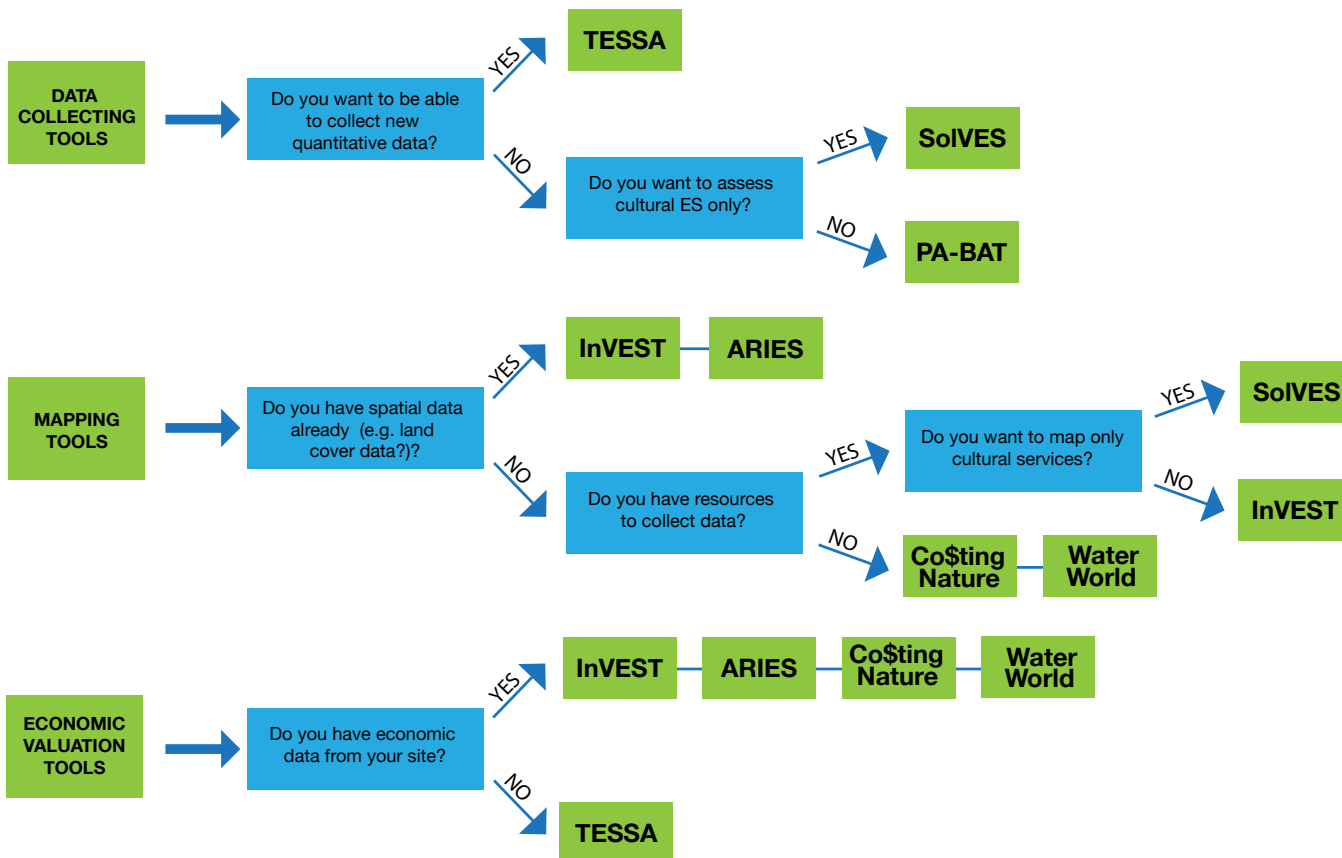 DATA
COLLECTING
TOOLS
Do you want to be able
to collect new
quantitative data?
YES
TESSA
NO
Do you want to assess
cultural ES only?
YES
SolVES
NO
PA-BAT
MAPPING
TOOLS
Do you have spatial data
already (e.g. land
cover data?)?
YES
InVEST
ARIES
NO
Do you have resources
to collect data?
YES
Do you want to map only
cultural services?
YES
SolVES
NO
InVEST
NO
Co$ting
Nature
Water
World
ECONOMIC
VALUATION
TOOLS
Do you have economic
data from your site?
YES
InVEST
ARIES
Co$ting
Nature
Water
World
NO
TESSA